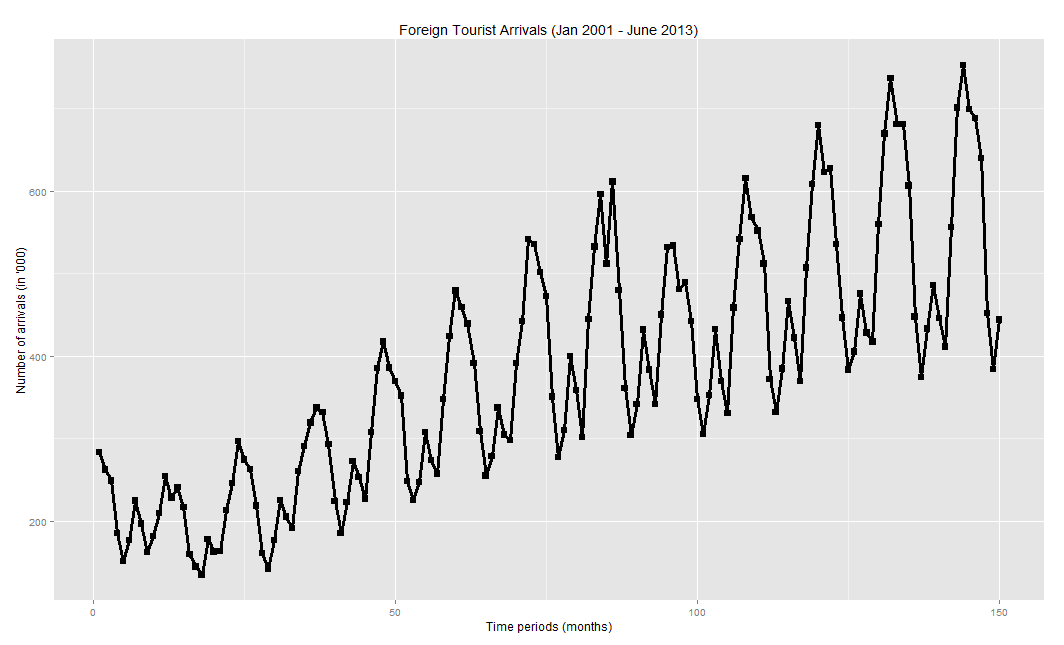 Foreign Tourist Arrivals (Jan 2001 - June 2013)
Number of arrivals (in '000)
600
400
200
0
50
100
150
Time periods (months)